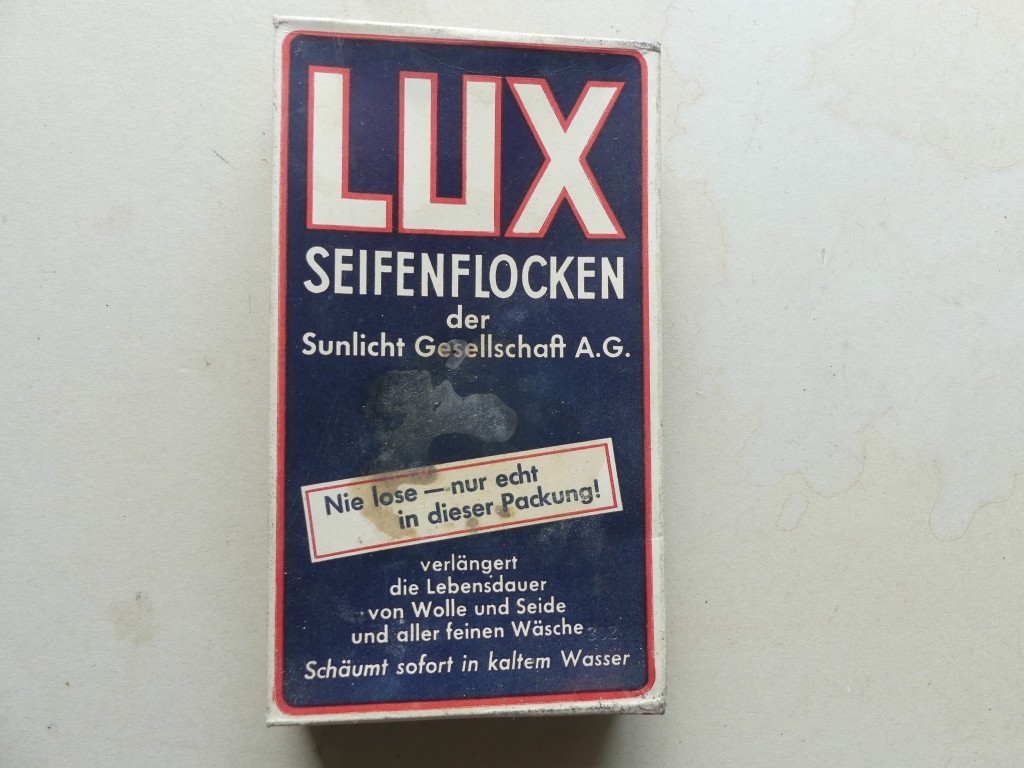 LUX
SEIFENFLOCKEN
der
Sunlicht Gesellschaft A.G.
Nie lose – nur echt
in dieser Packung!
verlängert
die Lebensdauer
von Wolle und Seide
und aller feinen Wäsche
Schäumt sofort in kaltem Wasser